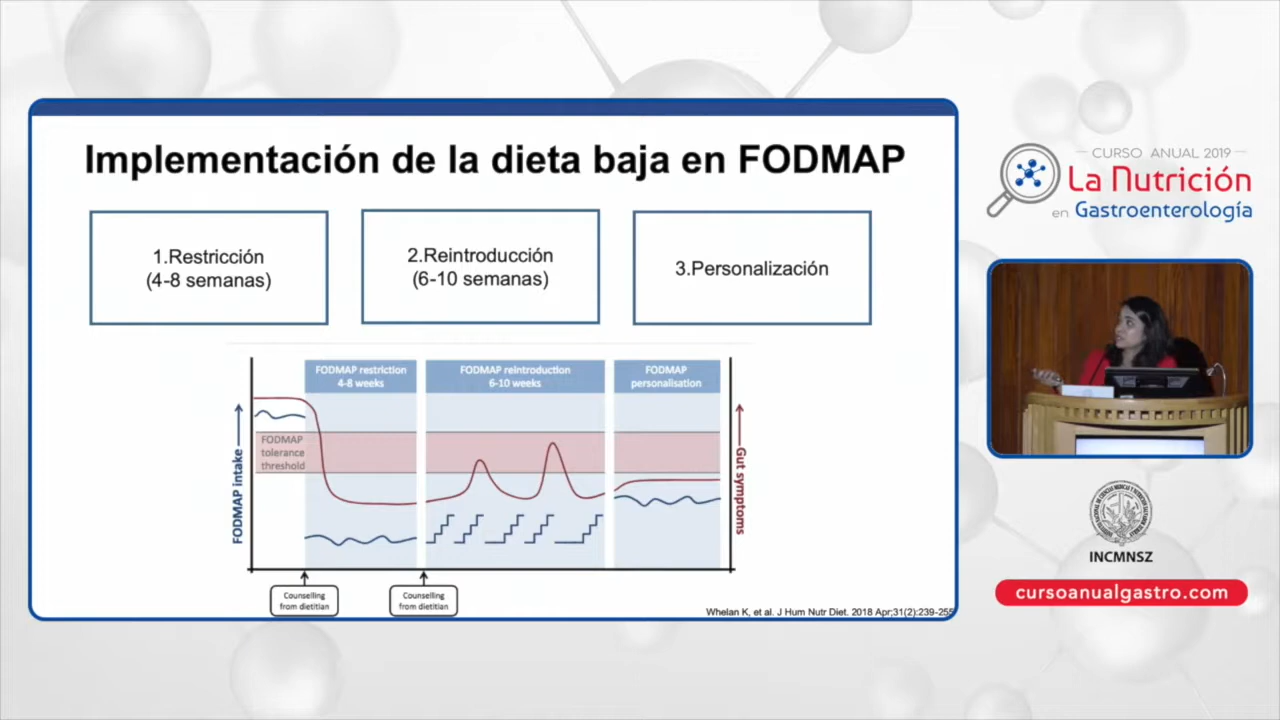 Implementación de la dieta baja en FODMAP
1.Restricción
(4-8 semanas)
2.Reintroducción
(6-10 semanas)
3.Personalización
FODMAP restriction
4-8 weeks
FODMAP reintroduction
6-10 weeks
FODMAP
personalisation
FODMAP
tolerance
threshold
FODMAP intake
Gut symptoms
Counselling
from dietitian
Counselling
from dietitian
Whelan K, et al. J Hum Nutr Diet. 2018 Apr;31(2):239-255
CURSO ANUAL 2019
La Nutrición
en Gastroenterología
INCMNSZ
cursoanualgastro.com